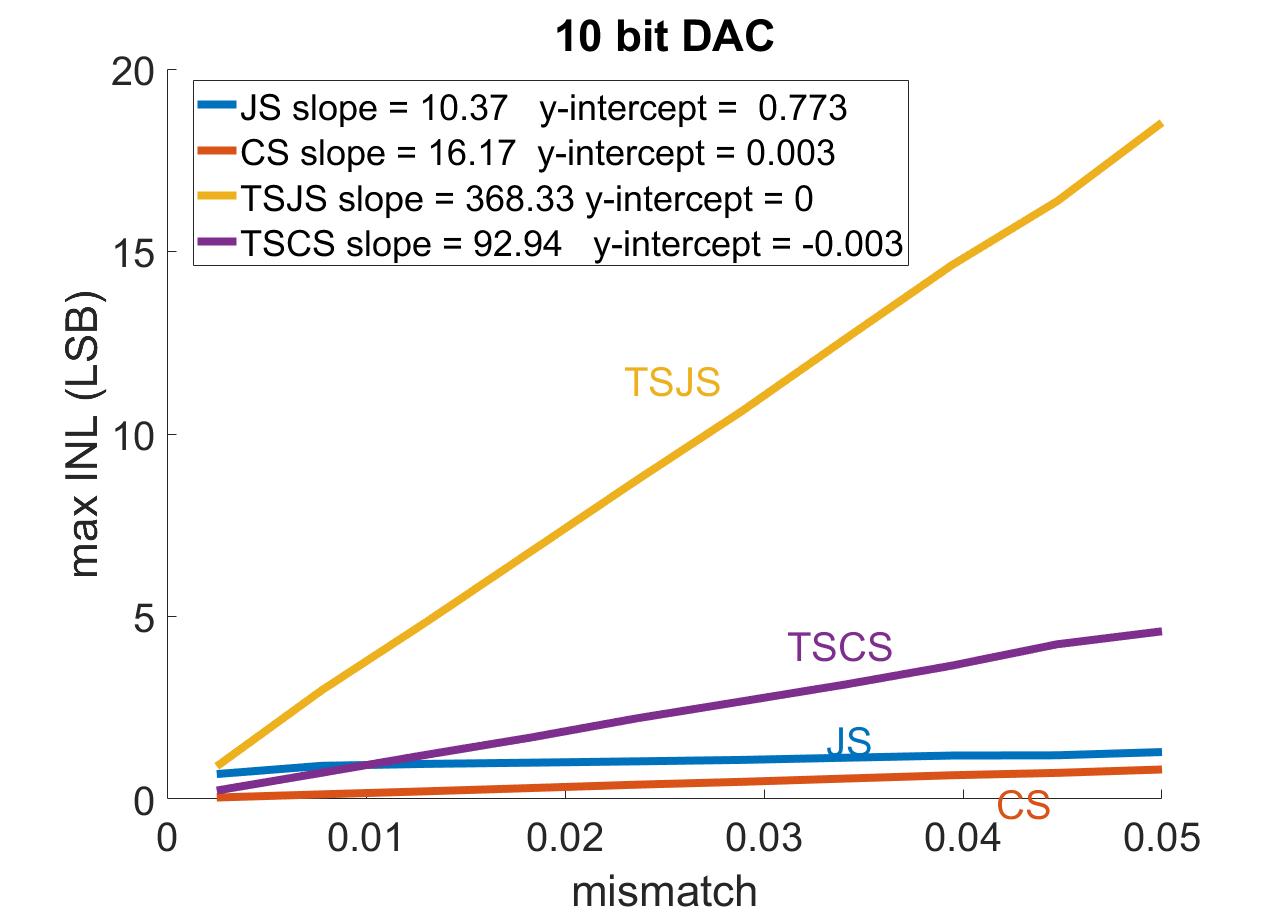 10 bit DAC
20
JS slope = 10.37 y-intercept = 0.773
CS slope = 16.17 y-intercept = 0.003
TSJS slope = 368.33 y-intercept = 0
TSCS slope = 92.94 y-intercept = -0.003
15
max INL (LSB)
TSJS
10
5
TSCS
JS
CS
0
0 0.01 0.02 0.03 0.04 0.05
mismatch